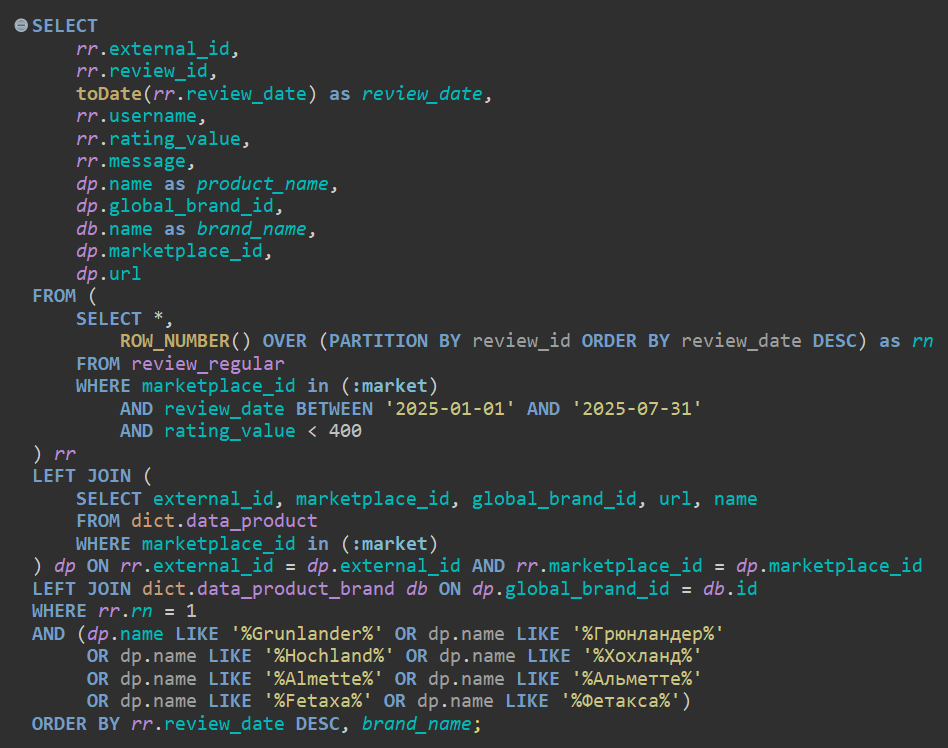 SELECT
rr.external_id,
rr.review_id,
toDate(rr.review_date) as review_date,
rr.username,
rr.rating_value,
rr.message,
dp.name as product_name,
dp.global_brand_id,
db.name as brand_name,
dp.marketplace_id,
dp.url
FROM (
SELECT *,
ROW_NUMBER() OVER (PARTITION BY review_id ORDER BY review_date DESC) as rn
FROM review_regular
WHERE marketplace_id in (:market)
AND review_date BETWEEN '2025-01-01' AND '2025-07-31'
AND rating_value < 400
) rr
LEFT JOIN (
SELECT external_id, marketplace_id, global_brand_id, url, name
FROM dict.data_product
WHERE marketplace_id in (:market)
) dp ON rr.external_id = dp.external_id AND rr.marketplace_id = dp.marketplace_id
LEFT JOIN dict.data_product_brand db ON dp.global_brand_id = db.id
WHERE rr.rn = 1
AND (dp.name LIKE '%Grunlander%' OR dp.name LIKE '%Грюнландер%'
OR dp.name LIKE '%Hochland%' OR dp.name LIKE '%Хохланд%'
OR dp.name LIKE '%Almette%' OR dp.name LIKE '%Альметте%'
OR dp.name LIKE '%Fetaxa%' OR dp.name LIKE '%Фетакса%')
ORDER BY rr.review_date DESC, brand_name;